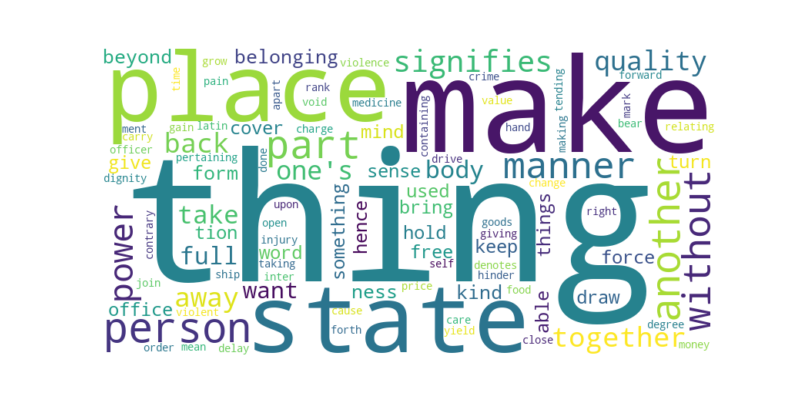 beyond
belonging
violence
signifies
quality
grow
time
pain
apart
rank
crime
forward
place
make
void
medicine
containing
value
tending
mark
ment
gain
latin
cover
charge
mind
hand
making
bear
relating
carry
officer
back
part
manner
give
pertaining
done
one's
sense
body
drive
turn
dignity
form
change
thing
another
without
power
contrary
take
tion
upon
open
something
hence
used
bring
goods
giving
things
right
full
word
injury
hold
free
keep
force
ship
taking
inter
self
denotes
hinder
join
away
want
ness
price
kind
food
draw
able
office
violent
state
cause
care
degree
person
forth
yield
close
together
order
mean
delay
money